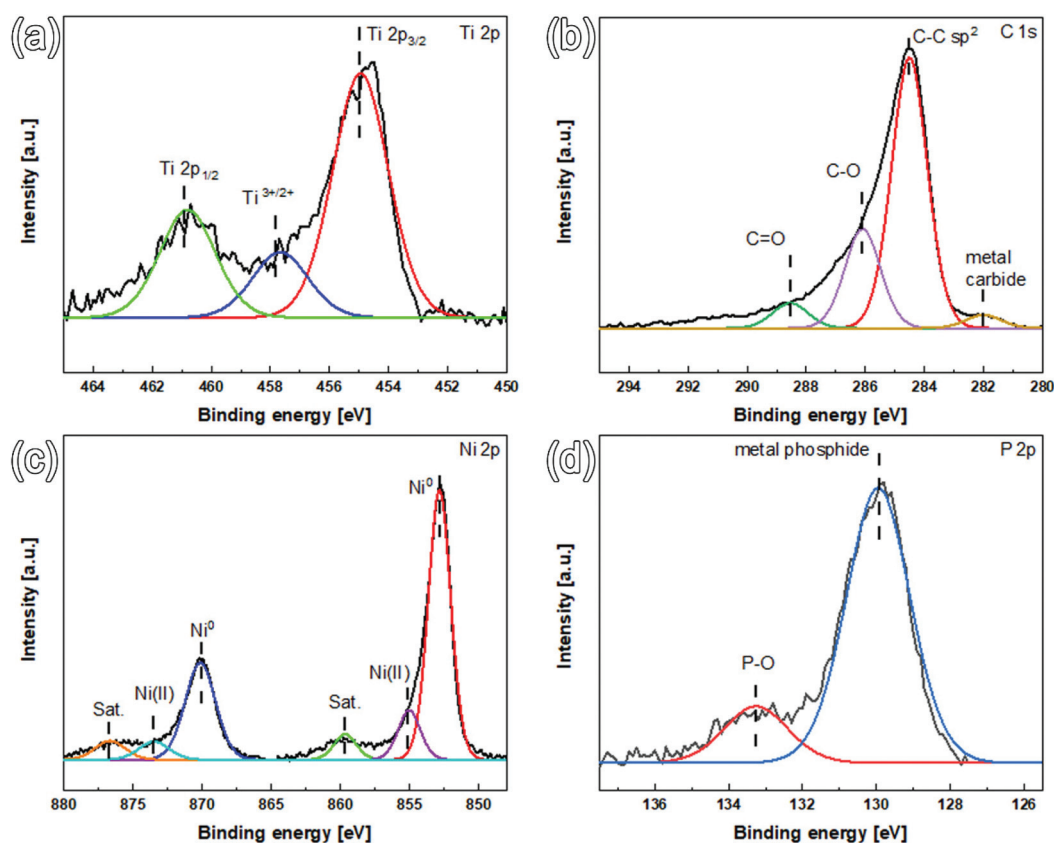 (a)
Ti 2p₃/₂
Ti 2p
Ti 2p₁/₂
Ti ³⁺/²⁺
Intensity [a.u.]
464 462 460 458 456 454 452 450
Binding energy [eV]
(b)
C-C sp²
C 1s
C-O
C=O
metal
carbide
Intensity [a.u.]
294 292 290 288 286 284 282 280
Binding energy [eV]
(c)
Ni 2p
Ni⁰
Ni⁰
Ni(II)
Sat.
Ni(II)
Sat.
Intensity [a.u.]
880 875 870 865 860 855 850
Binding energy [eV]
(d)
metal phosphide
P 2p
P-O
Intensity [a.u.]
136 134 132 130 128 126
Binding energy [eV]